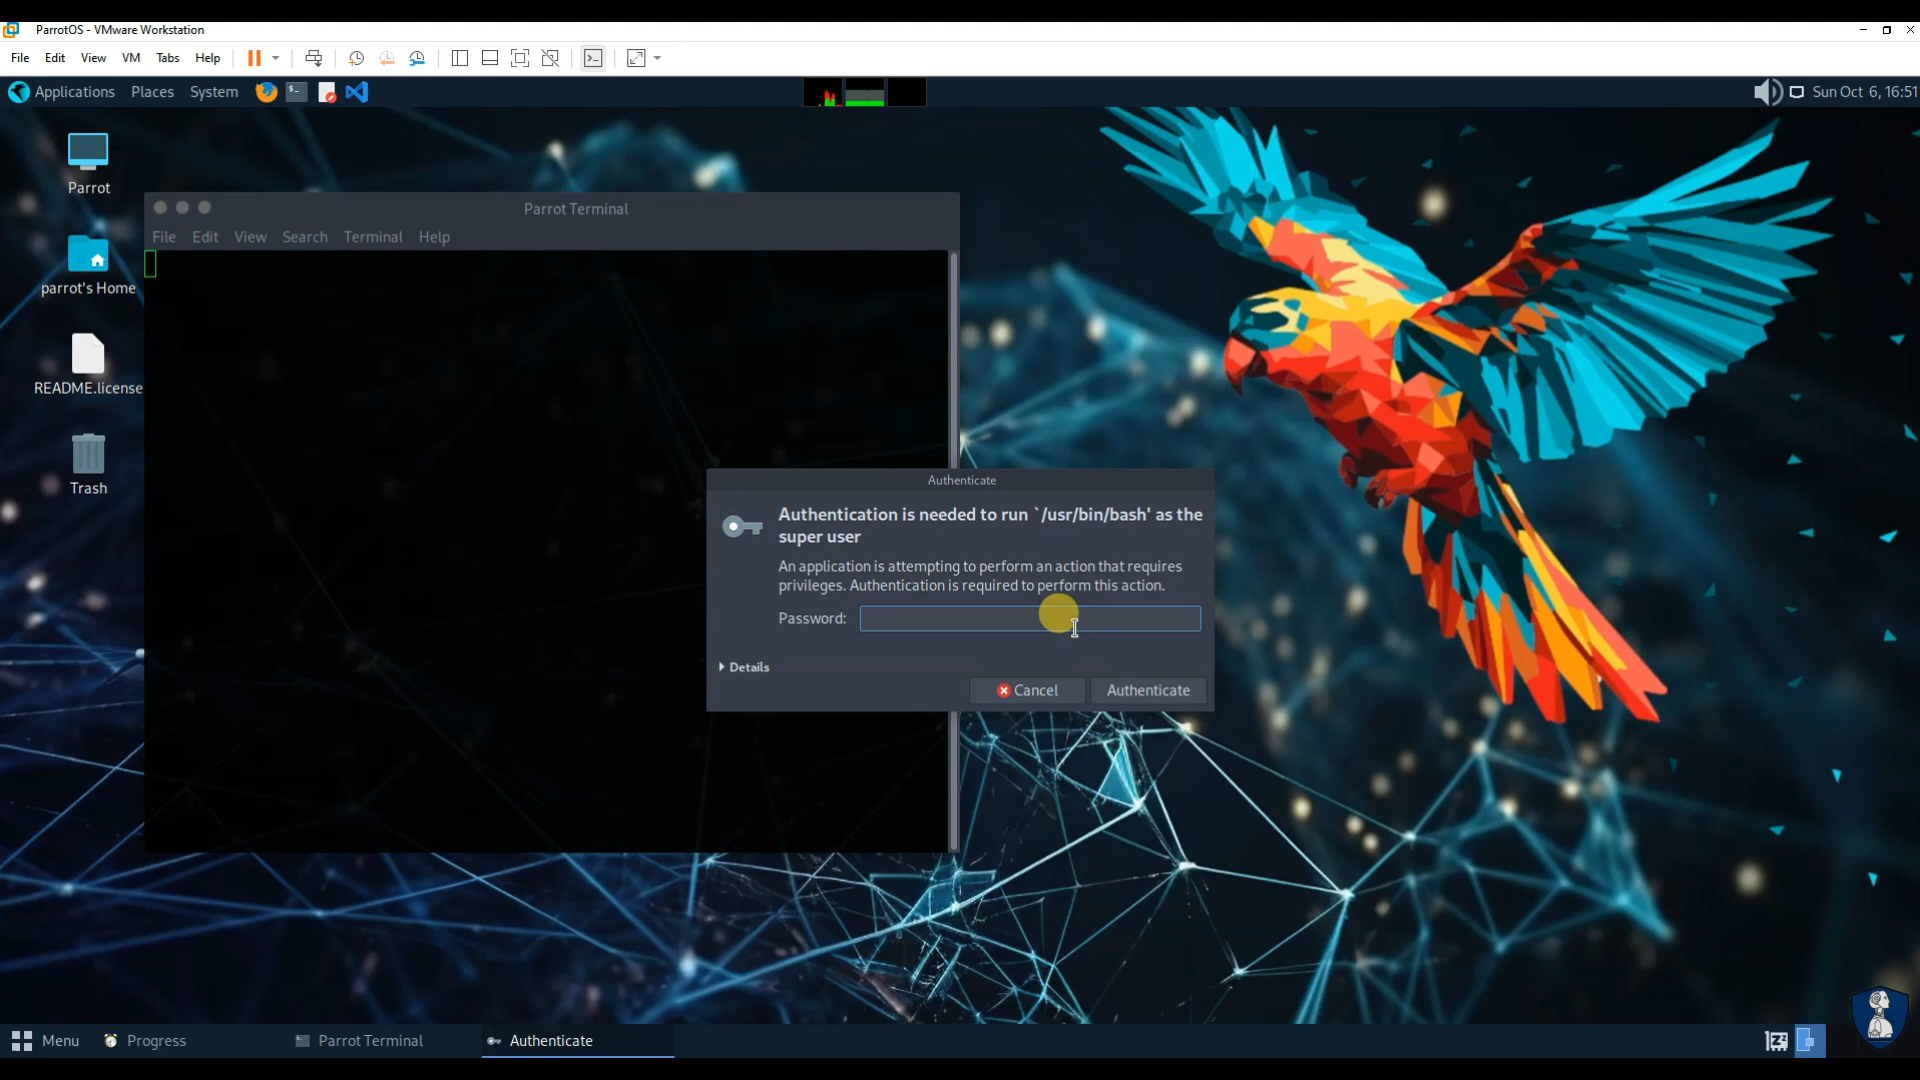 ParrotOS - VMware Workstation
File Edit View VM Tabs Help
Applications Places System
Sun Oct 6, 16:51
Parrot
parrot's Home
README.license
Trash
Parrot Terminal
File Edit View Search Terminal Help
Authenticate
Authentication is needed to run `/usr/bin/bash' as the
super user
An application is attempting to perform an action that requires
privileges. Authentication is required to perform this action.
Password:
Details
Cancel Authenticate
Menu Progress Parrot Terminal Authenticate